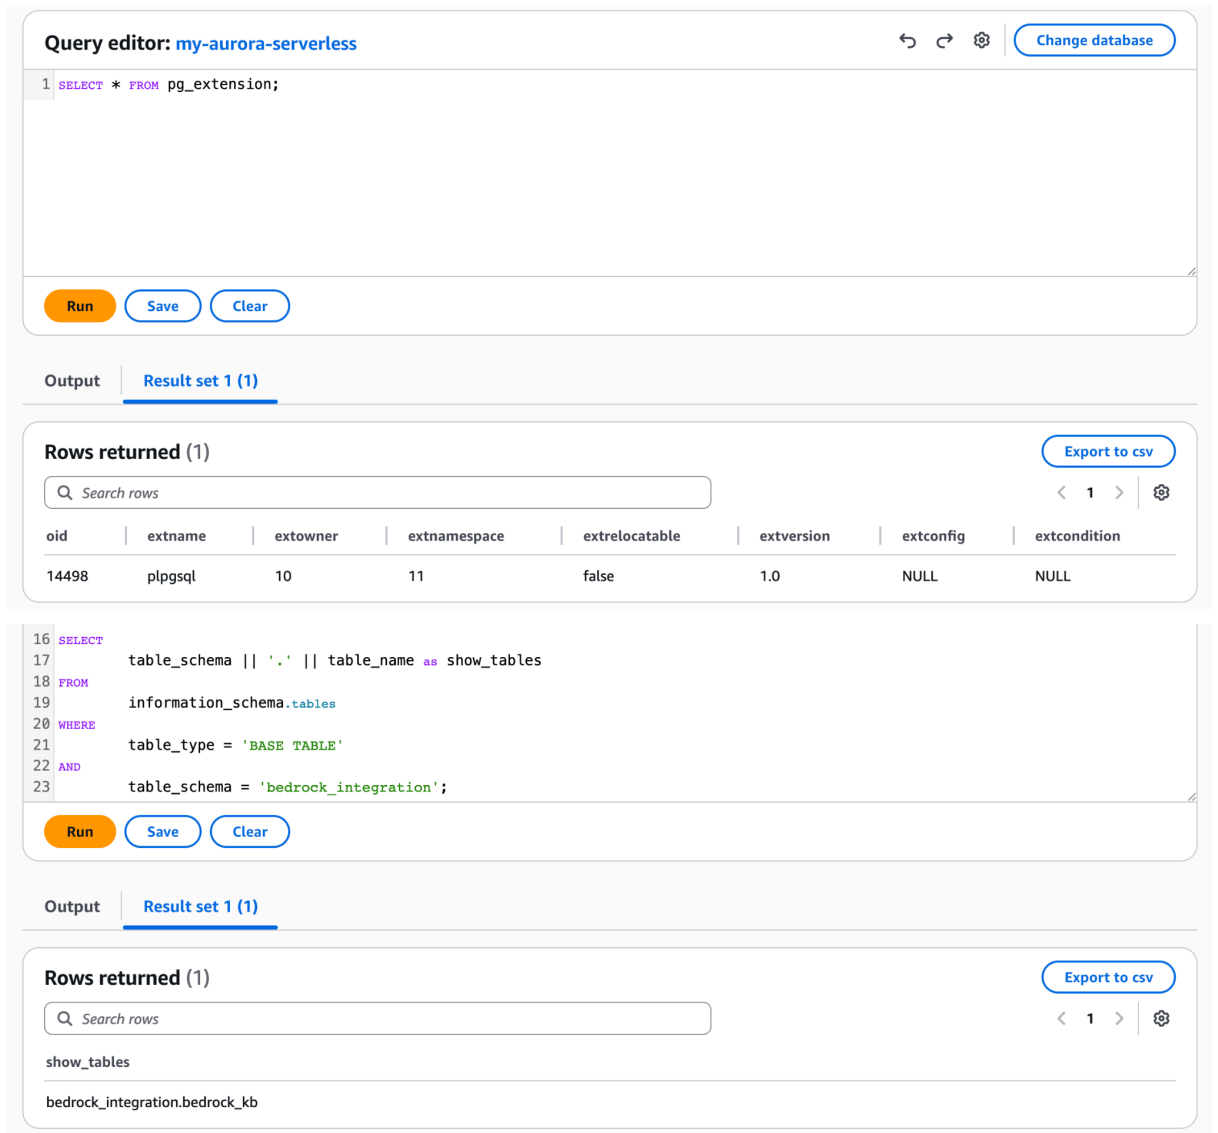 Query editor: my-aurora-serverless
Change database
1 SELECT * FROM pg_extension;
Run Save Clear
Output Result set 1 (1)
Rows returned (1)
Export to csv
Search rows
1
oid extname extowner extnamespace extrelocatable extversion extconfig extcondition
14498 plpgsql 10 11 false 1.0 NULL NULL
16 SELECT
17 table_schema || '.' || table_name as show_tables
18 FROM
19 information_schema.tables
20 WHERE
21 table_type = 'BASE TABLE'
22 AND
23 table_schema = 'bedrock_integration';
Run Save Clear
Output Result set 1 (1)
Rows returned (1)
Export to csv
Search rows
1
show_tables
bedrock_integration.bedrock_kb